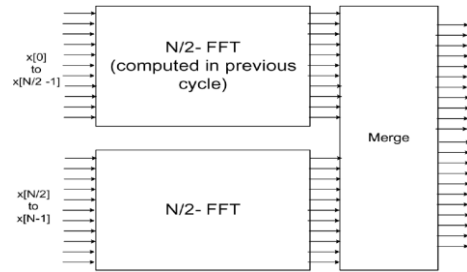 x[0]
to
x[N/2 -1]
N/2- FFT
(computed in previous
cycle)
Merge
x[N/2]
to
x[N-1]
N/2- FFT